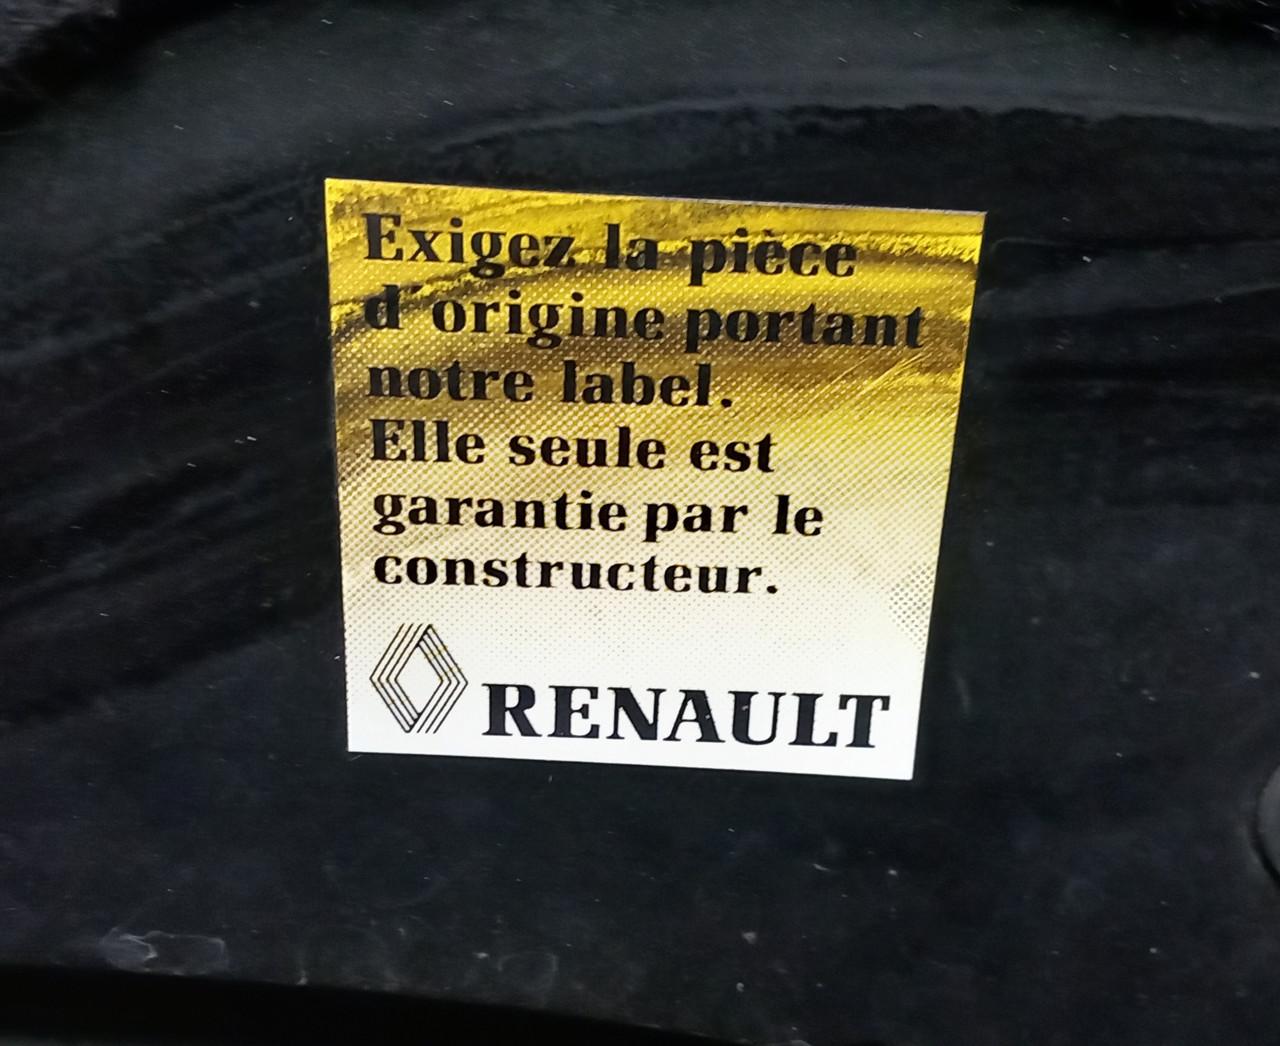 Exigez la pièce
d'origine portant
notre label.
Elle seule est
garantie par le
constructeur.
RENAULT